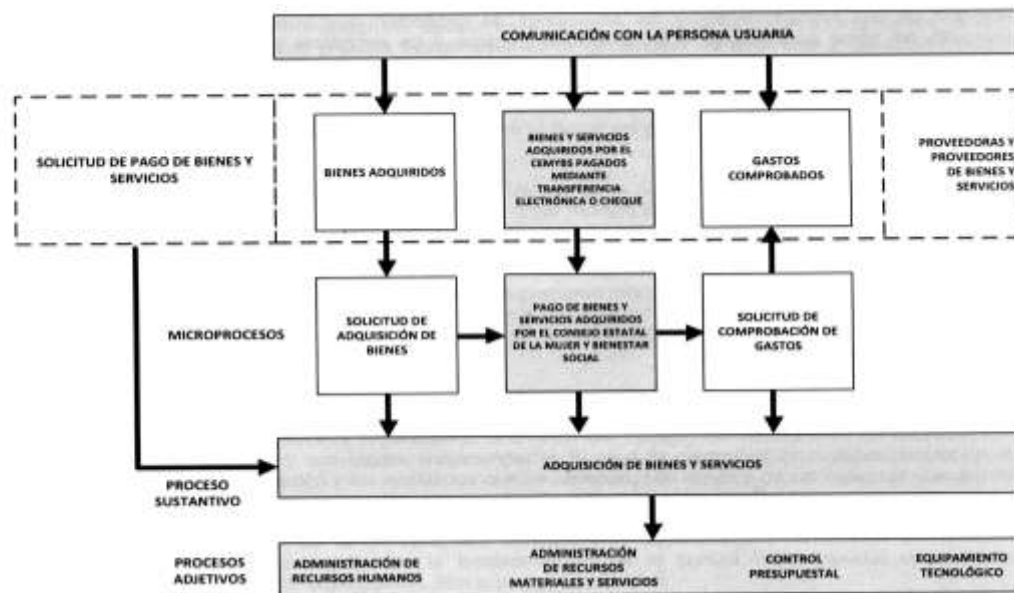 COMUNICACIÓN CON LA PERSONA USUARIA
SOLICITUD DE PAGO DE BIENES Y
SERVICIOS
BIENES ADQUIRIDOS
BIENES Y SERVICIOS
ADQUIRIDOS POR EL
CEMYBS PAGADOS
MEDIANTE
TRANSFERENCIA
ELECTRÓNICA O CHEQUE
GASTOS
COMPROBADOS
PROVEEDORAS Y
PROVEEDORES
DE BIENES Y
SERVICIOS
MICROPROCESOS
SOLICITUD DE
ADQUISICIÓN DE
BIENES
PAGO DE BIENES Y
SERVICIOS ADQUIRIDOS
POR EL CONSEJO ESTATAL
DE LA MUJER Y BIENESTAR
SOCIAL
SOLICITUD DE
COMPROBACIÓN DE
GASTOS
PROCESO
SUSTANTIVO
ADQUISICIÓN DE BIENES Y SERVICIOS
PROCESOS
ADJETIVOS
ADMINISTRACIÓN DE
RECURSOS HUMANOS
ADMINISTRACIÓN
DE RECURSOS
MATERIALES Y SERVICIOS
CONTROL
PRESUPUESTAL
EQUIPAMIENTO
TECNOLÓGICO